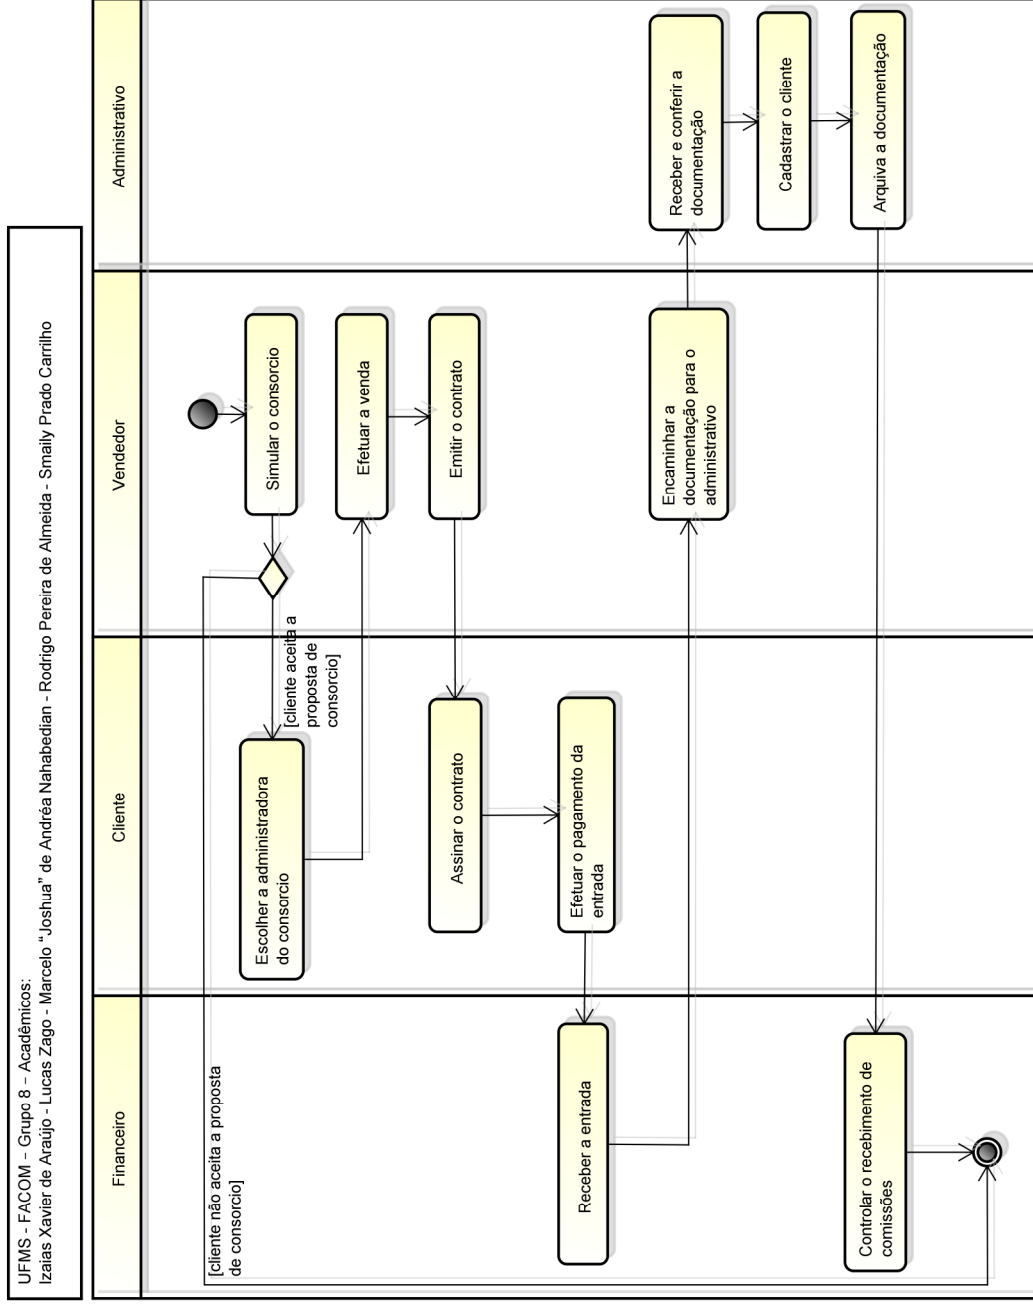 UFMS - FACOM – Grupo 8 – Acadêmicos:
Izaias Xavier de Araújo - Lucas Zago - Marcelo “Joshua” de Andréa Nahabedian - Rodrigo Pereira de Almeida - Smaily Prado Carrilho
Financeiro
Cliente
Vendedor
Administrativo
Simular o consorcio
[cliente não aceita a proposta
de consorcio]
[cliente aceita a
proposta de
consorcio]
Escolher a administradora
do consorcio
Efetuar a venda
Emitir o contrato
Assinar o contrato
Efetuar o pagamento da
entrada
Receber a entrada
Encaminhar a
documentação para o
administrativo
Receber e conferir a
documentação
Cadastrar o cliente
Arquiva a documentação
Controlar o recebimento de
comissões